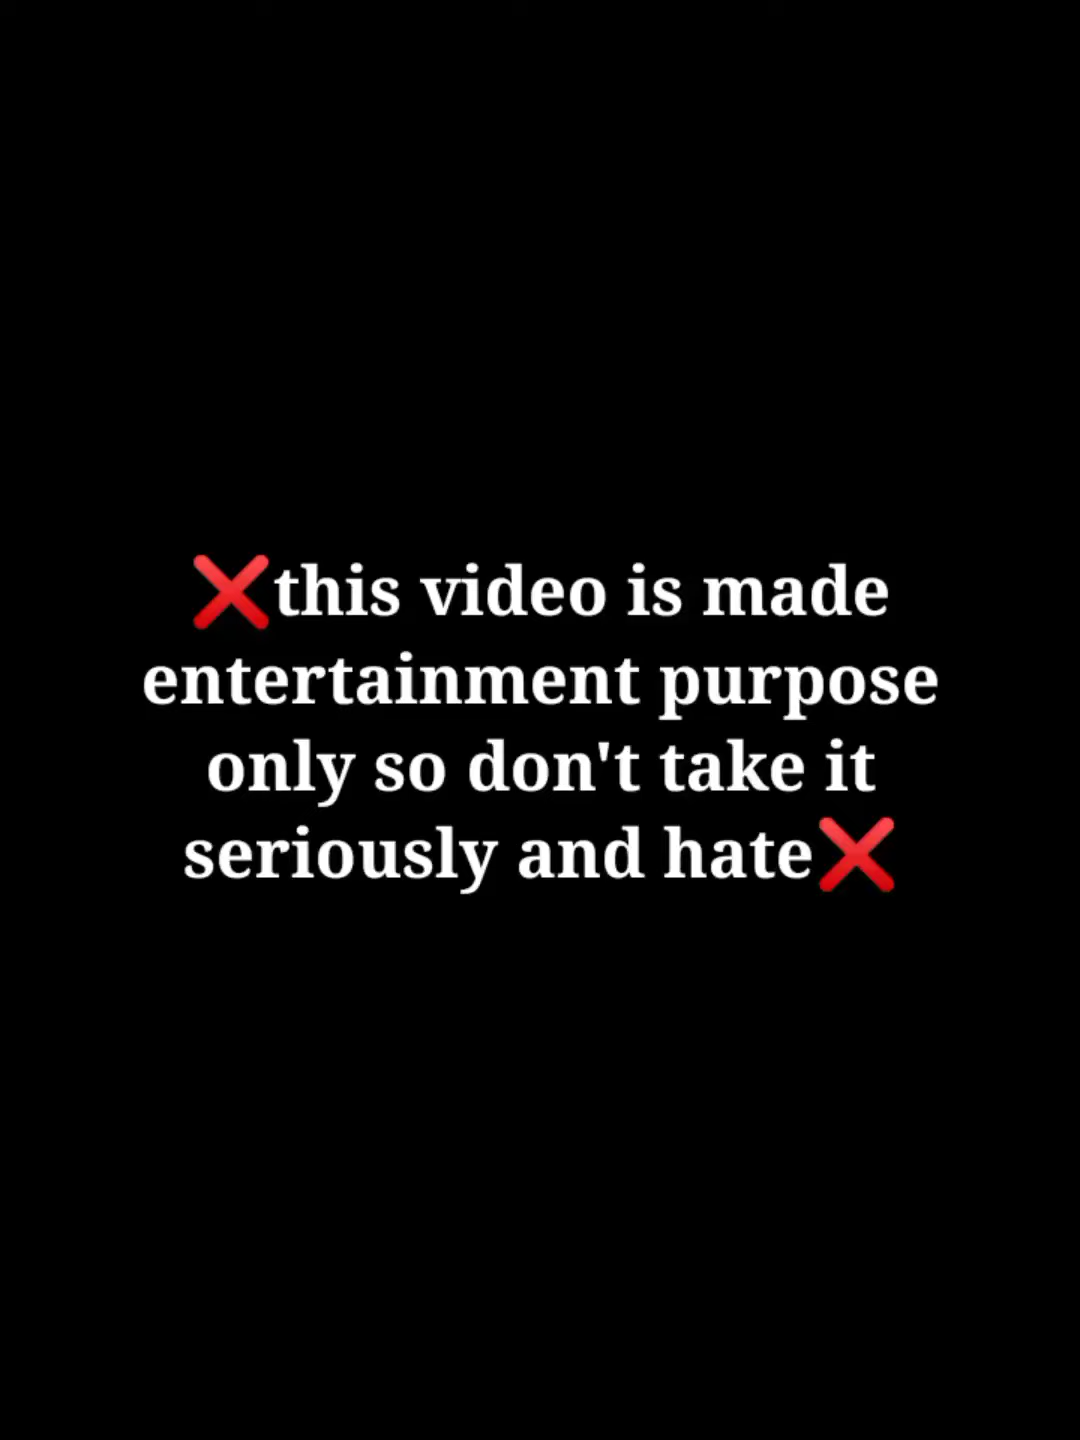 ❌this video is made
entertainment purpose
only so don't take it
seriously and hate❌